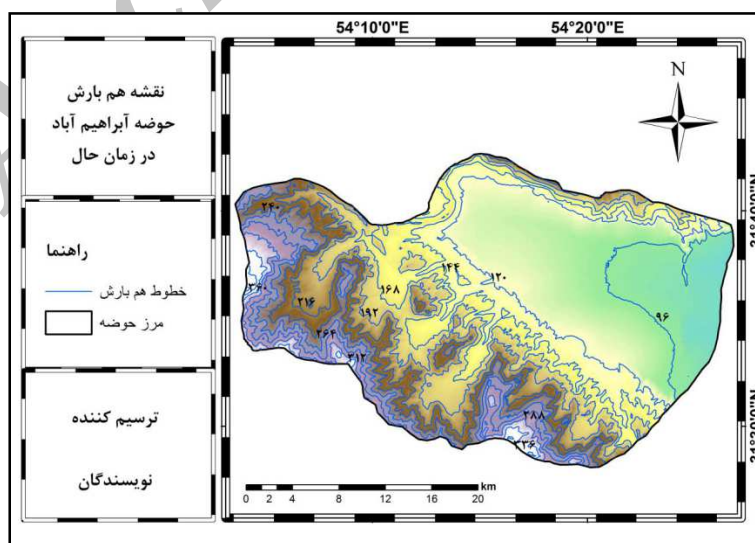 نقشه هم بارش
حوضه آبراهیم آباد
در زمان حال
راهنما
خطوط هم بارش
مرز حوضه
ترسیم کننده
نویسندگان
54°10'0"E 54°20'0"E
N
۲۴۰
۳۶۰
۲۱۶
۲۶۴
۳۱۲
۱۶۸
۱۹۲
۱۴۴
۱۲۰
۹۶
۲۸۸
۳۳۶
km
0 2 4 8 12 16 20